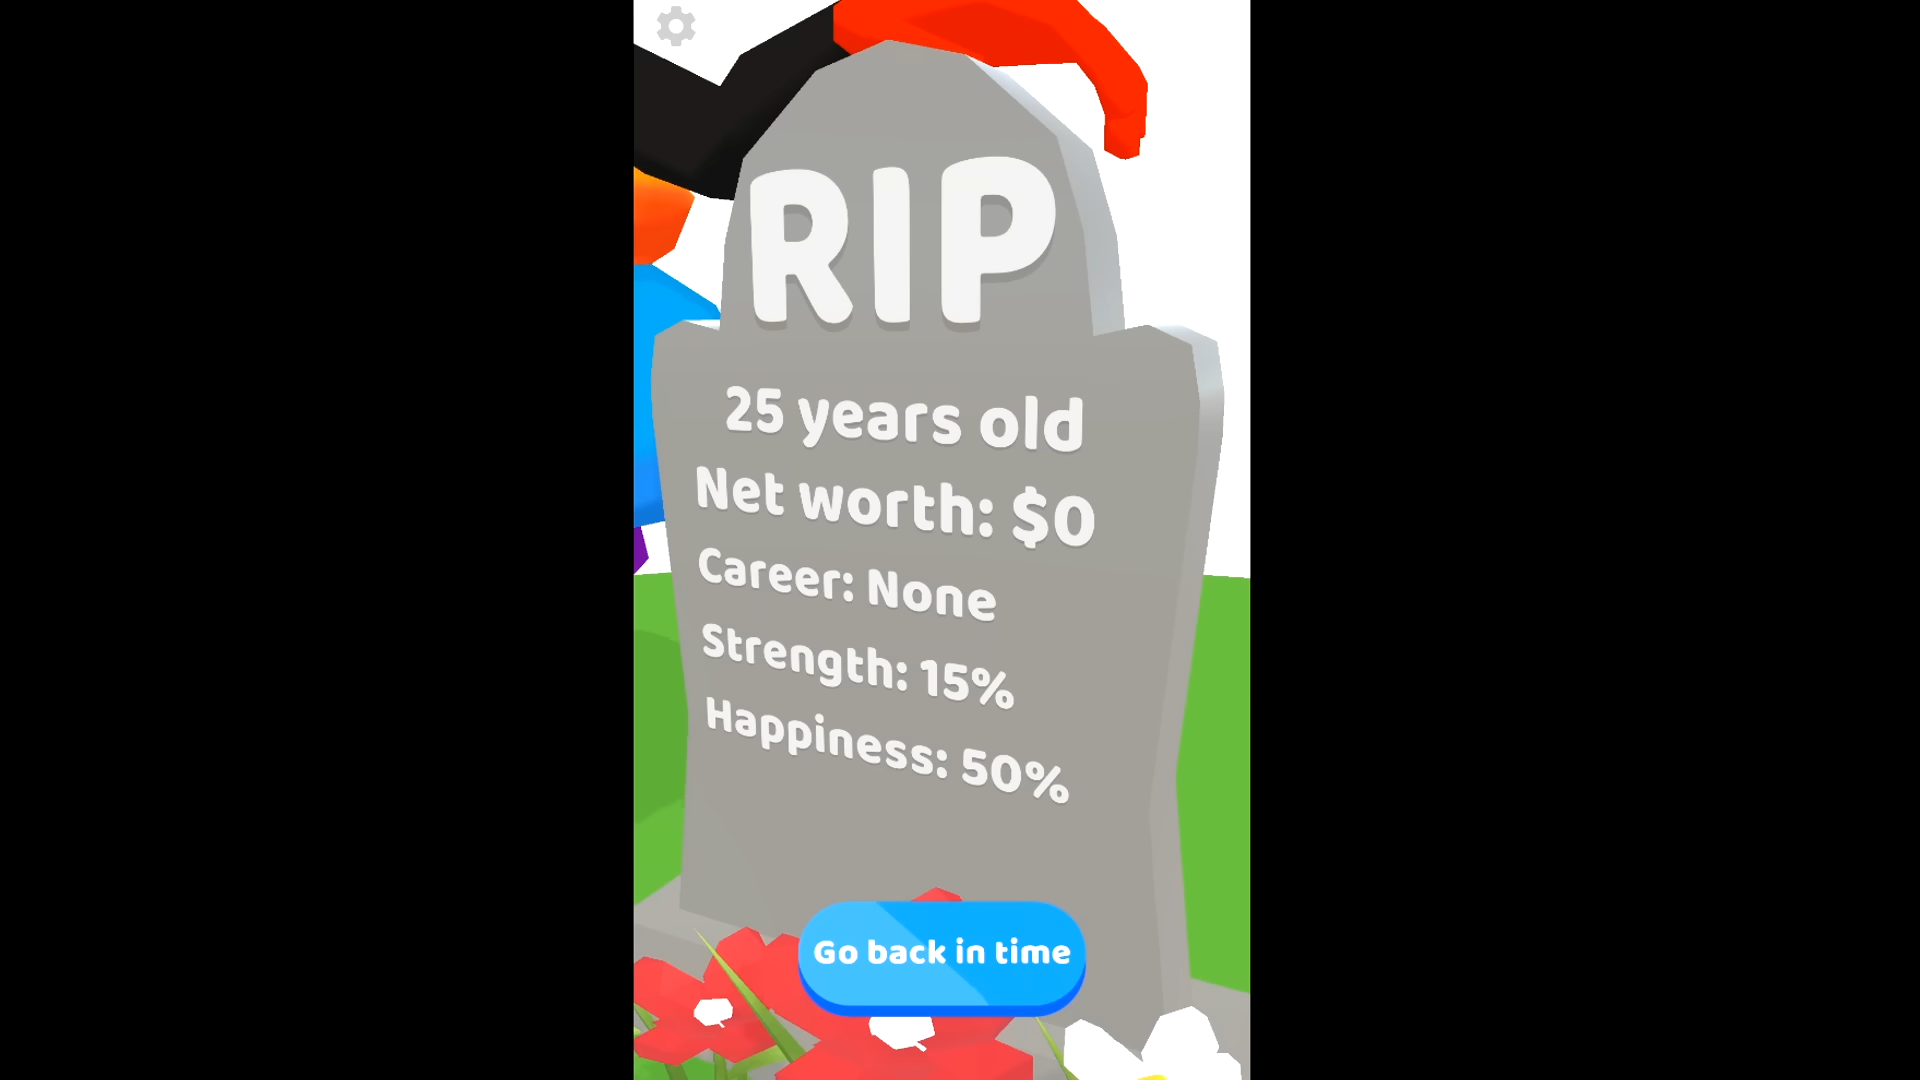 RIP
25 years old
Net worth: $0
Career: None
Strength: 15%
Happiness: 50%
Go back in time